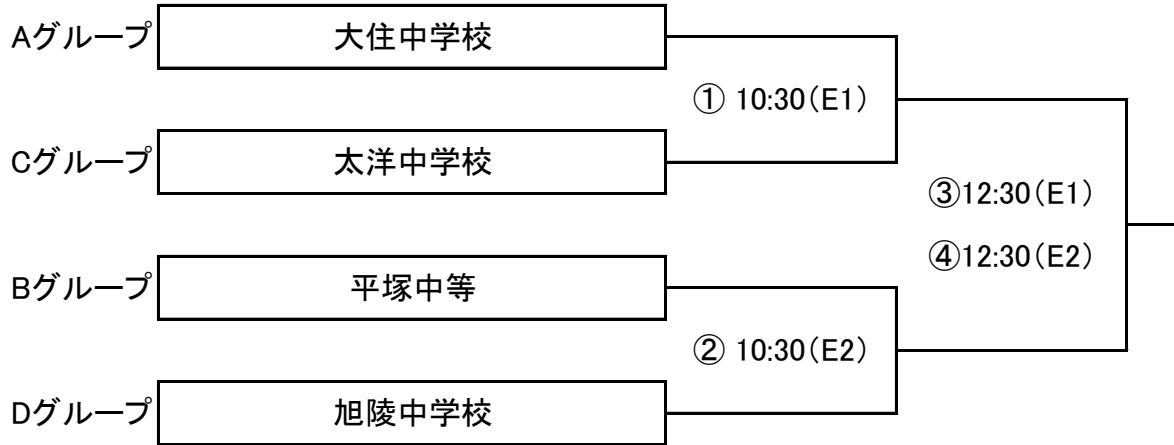 Aグループ 大住中学校
① 10:30(E1)
Cグループ 太洋中学校
③12:30(E1)
④12:30(E2)
Bグループ 平塚中等
② 10:30(E2)
Dグループ 旭陵中学校